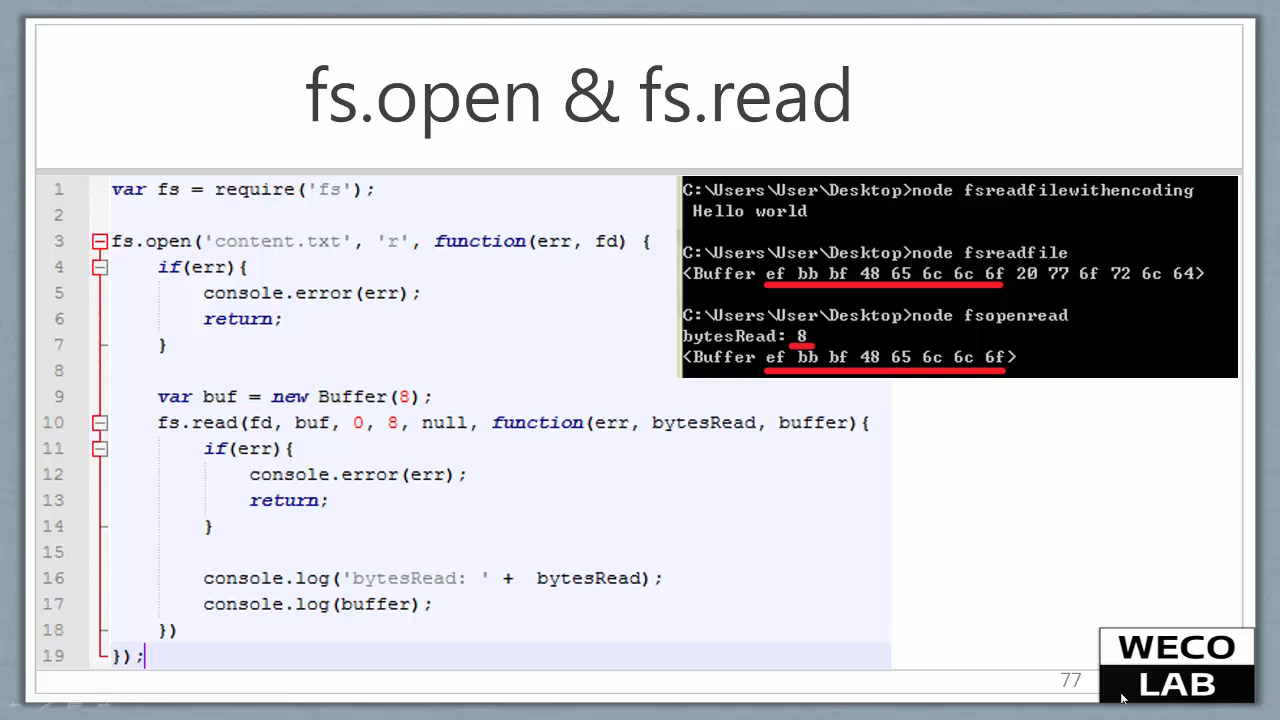 fs.open & fs.read
1 var fs = require('fs');
2
3 fs.open('content.txt', 'r', function(err, fd) {
4 if(err){
5 console.error(err);
6 return;
7 }
8
9 var buf = new Buffer(8);
10 fs.read(fd, buf, 0, 8, null, function(err, bytesRead, buffer){
11 if(err){
12 console.error(err);
13 return;
14 }
15
16 console.log('bytesRead: ' + bytesRead);
17 console.log(buffer);
18 })
19 });
C:\Users\User\Desktop>node fsreadfilewithencoding
Hello world
C:\Users\User\Desktop>node fsreadfile
<Buffer ef bb bf 48 65 6c 6c 6f 20 77 6f 72 6c 64>
C:\Users\User\Desktop>node fsopenread
bytesRead: 8
<Buffer ef bb bf 48 65 6c 6c 6f>
77
WECO
LAB